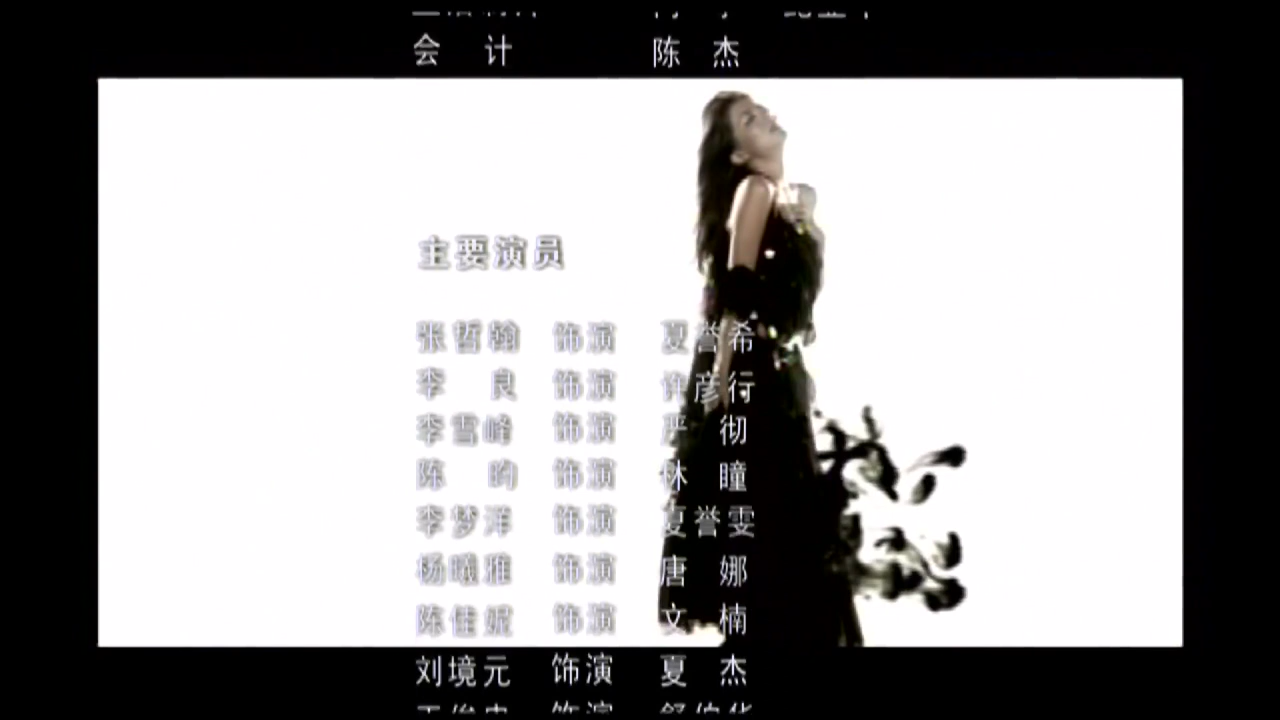 会 计 陈 杰
主要演员
张哲翰 饰演 夏誉希
李 良 饰演 许彦行
李雪峰 饰演 严 彻
陈 昀 饰演 林 瞳
李梦洋 饰演 夏誉雯
杨曦雅 饰演 唐 娜
陈佳妮 饰演 文 楠
刘境元 饰演 夏 杰